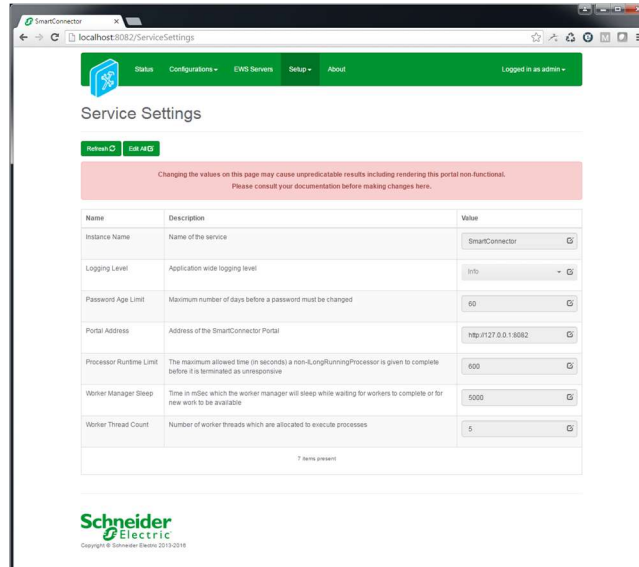 SmartConnector
localhost:8082/ServiceSettings
Status Configurations EWS Servers Setup About Logged in as admin
Service Settings
Refresh Edit All
Changing the values on this page may cause unpredicatable results including rendering this portal non-functional.
Please consult your documentation before making changes here.
Name Description Value
Instance Name Name of the service SmartConnector
Logging Level Application wide logging level Info
Password Age Limit Maximum number of days before a password must be changed 60
Portal Address Address of the SmartConnector Portal http://127.0.0.1:8082
Processor Runtime Limit The maximum allowed time (in seconds) a non-ILongRunningProcessor is given to complete
before it is terminated as unresponsive 600
Worker Manager Sleep Time in mSec which the worker manager will sleep while waiting for workers to complete or for
new work to be available 5000
Worker Thread Count Number of worker threads which are allocated to execute processes 5
7 items present
Schneider
Electric
Copyright © Schneider Electric 2013-2016